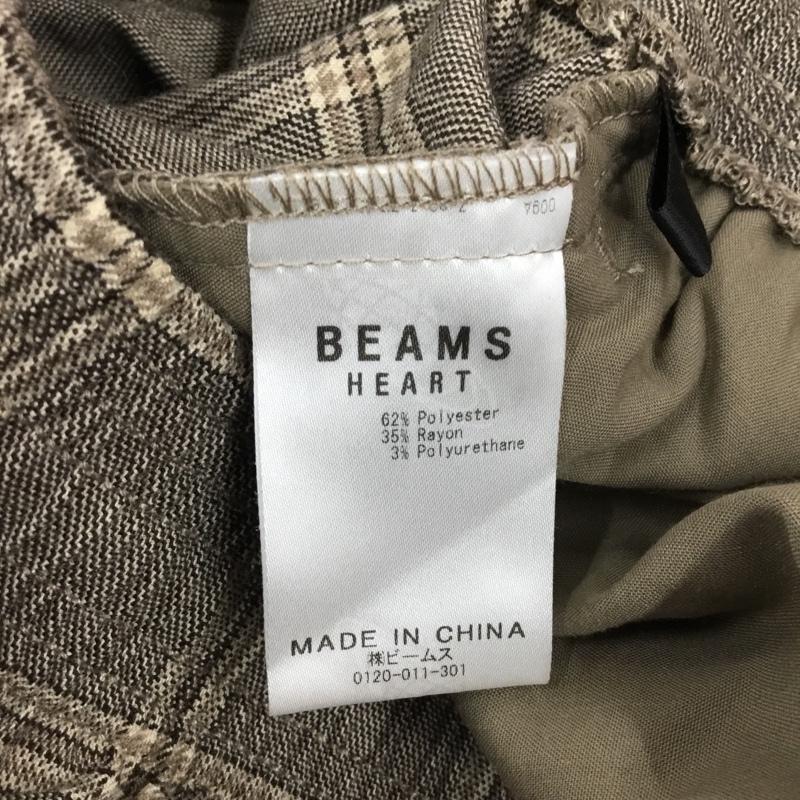 BEAMS
HEART
62% Polyester
35% Rayon
3% Polyurethane
MADE IN CHINA
㈱ビームス
0120-011-301